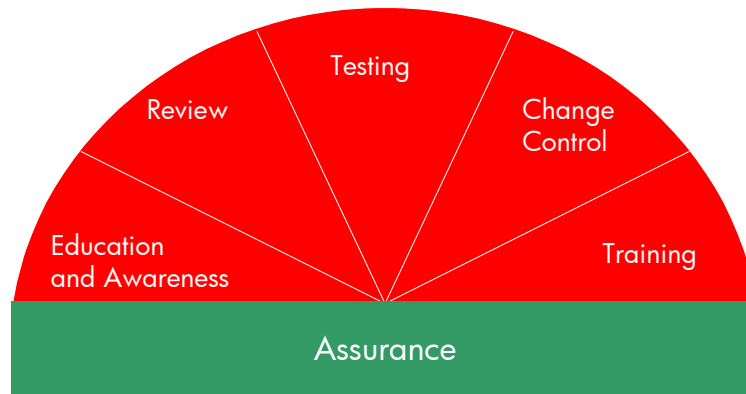 Testing
Review
Change
Control
Education
and Awareness
Training
Assurance